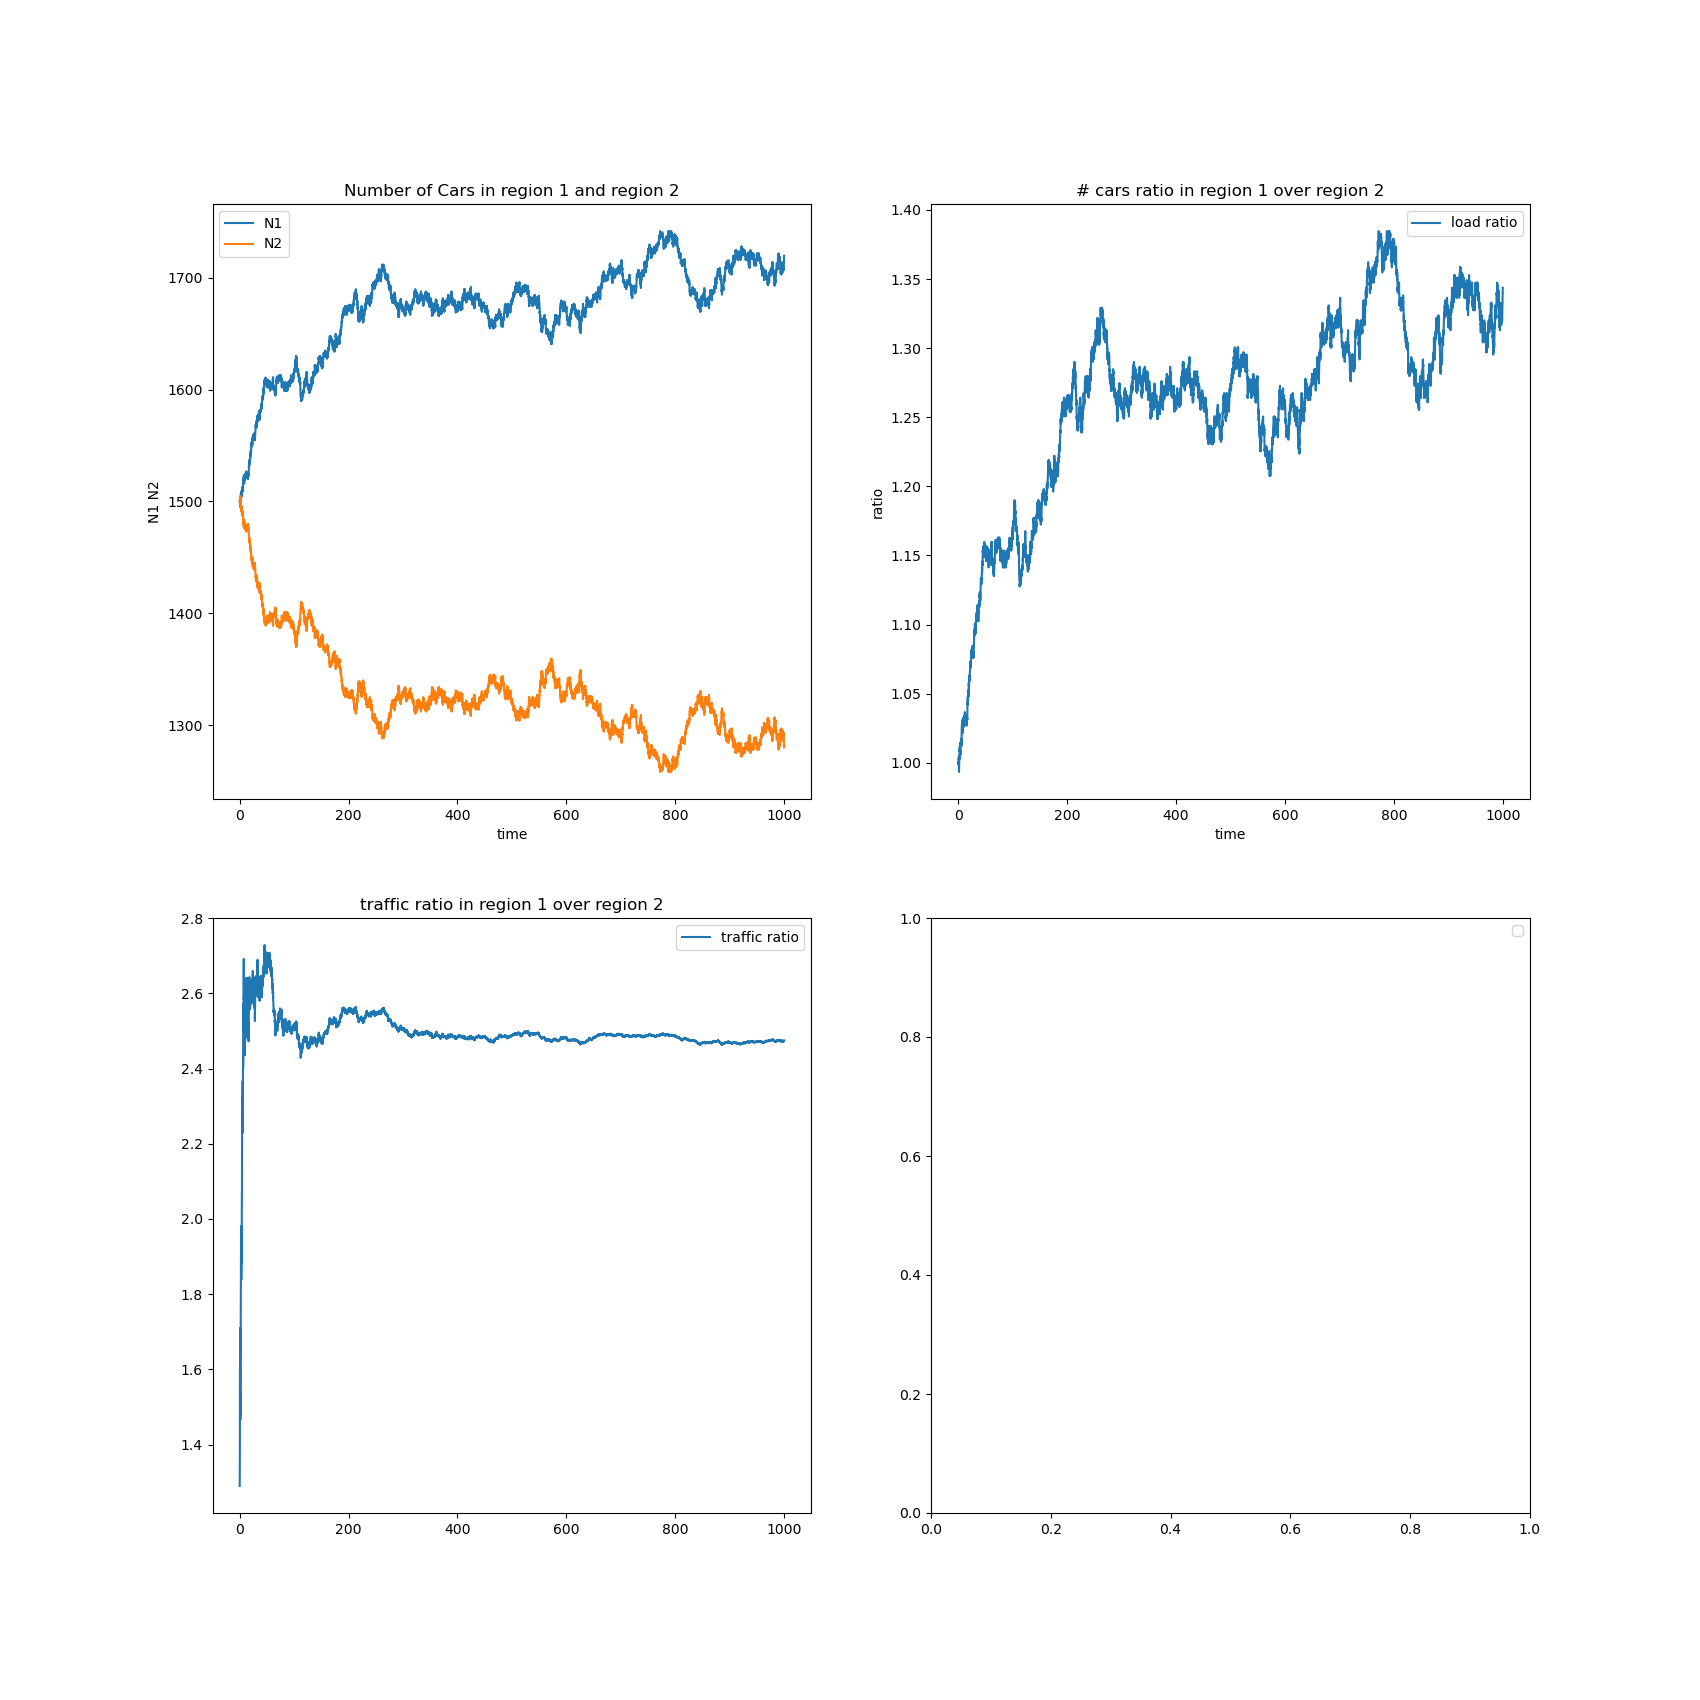 Number of Cars in region 1 and region 2
N1
N2
1700
1600
1500
1400
1300
N1 N2
0 200 400 600 800 1000
time
# cars ratio in region 1 over region 2
load ratio
1.40
1.35
1.30
1.25
1.20
1.15
1.10
1.05
1.00
ratio
0 200 400 600 800 1000
time
traffic ratio in region 1 over region 2
traffic ratio
2.8
2.6
2.4
2.2
2.0
1.8
1.6
1.4
0 200 400 600 800 1000
1.0
0.8
0.6
0.4
0.2
0.0
0.0 0.2 0.4 0.6 0.8 1.0